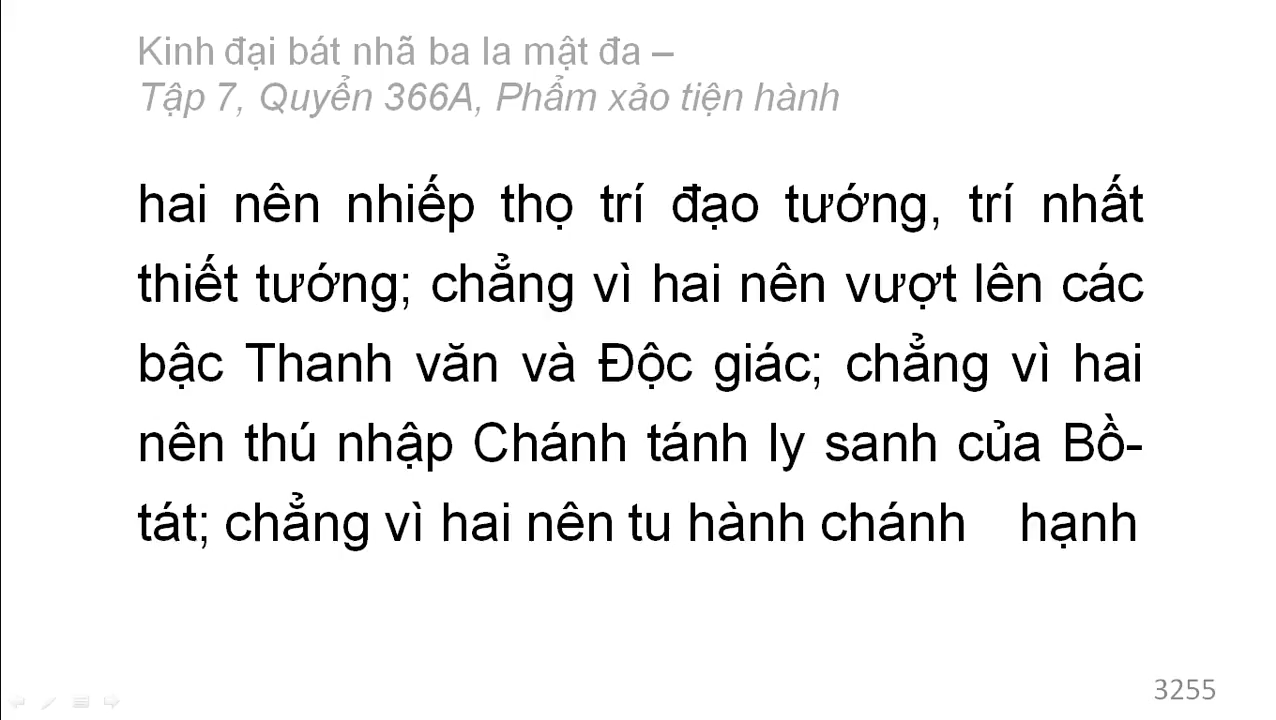 Kinh đại bát nhã ba la mật đa –
Tập 7, Quyển 366A, Phẩm xảo tiện hành
hai nên nhiếp thọ trí đạo tướng, trí nhất
thiết tướng; chẳng vì hai nên vượt lên các
bậc Thanh văn và Độc giác; chẳng vì hai
nên thú nhập Chánh tánh ly sanh của Bồ-
tát; chẳng vì hai nên tu hành chánh hạnh
3255